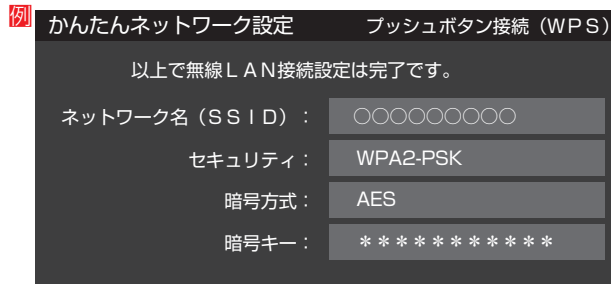 例
かんたんネットワーク設定 プッシュボタン接続（ＷＰＳ）
以上で無線ＬＡＮ接続設定は完了です。
ネットワーク名（ＳＳＩＤ）： ○○○○○○○○○
セキュリティ： WPA2-PSK
暗号方式： AES
暗号キー： ＊＊＊＊＊＊＊＊＊＊＊